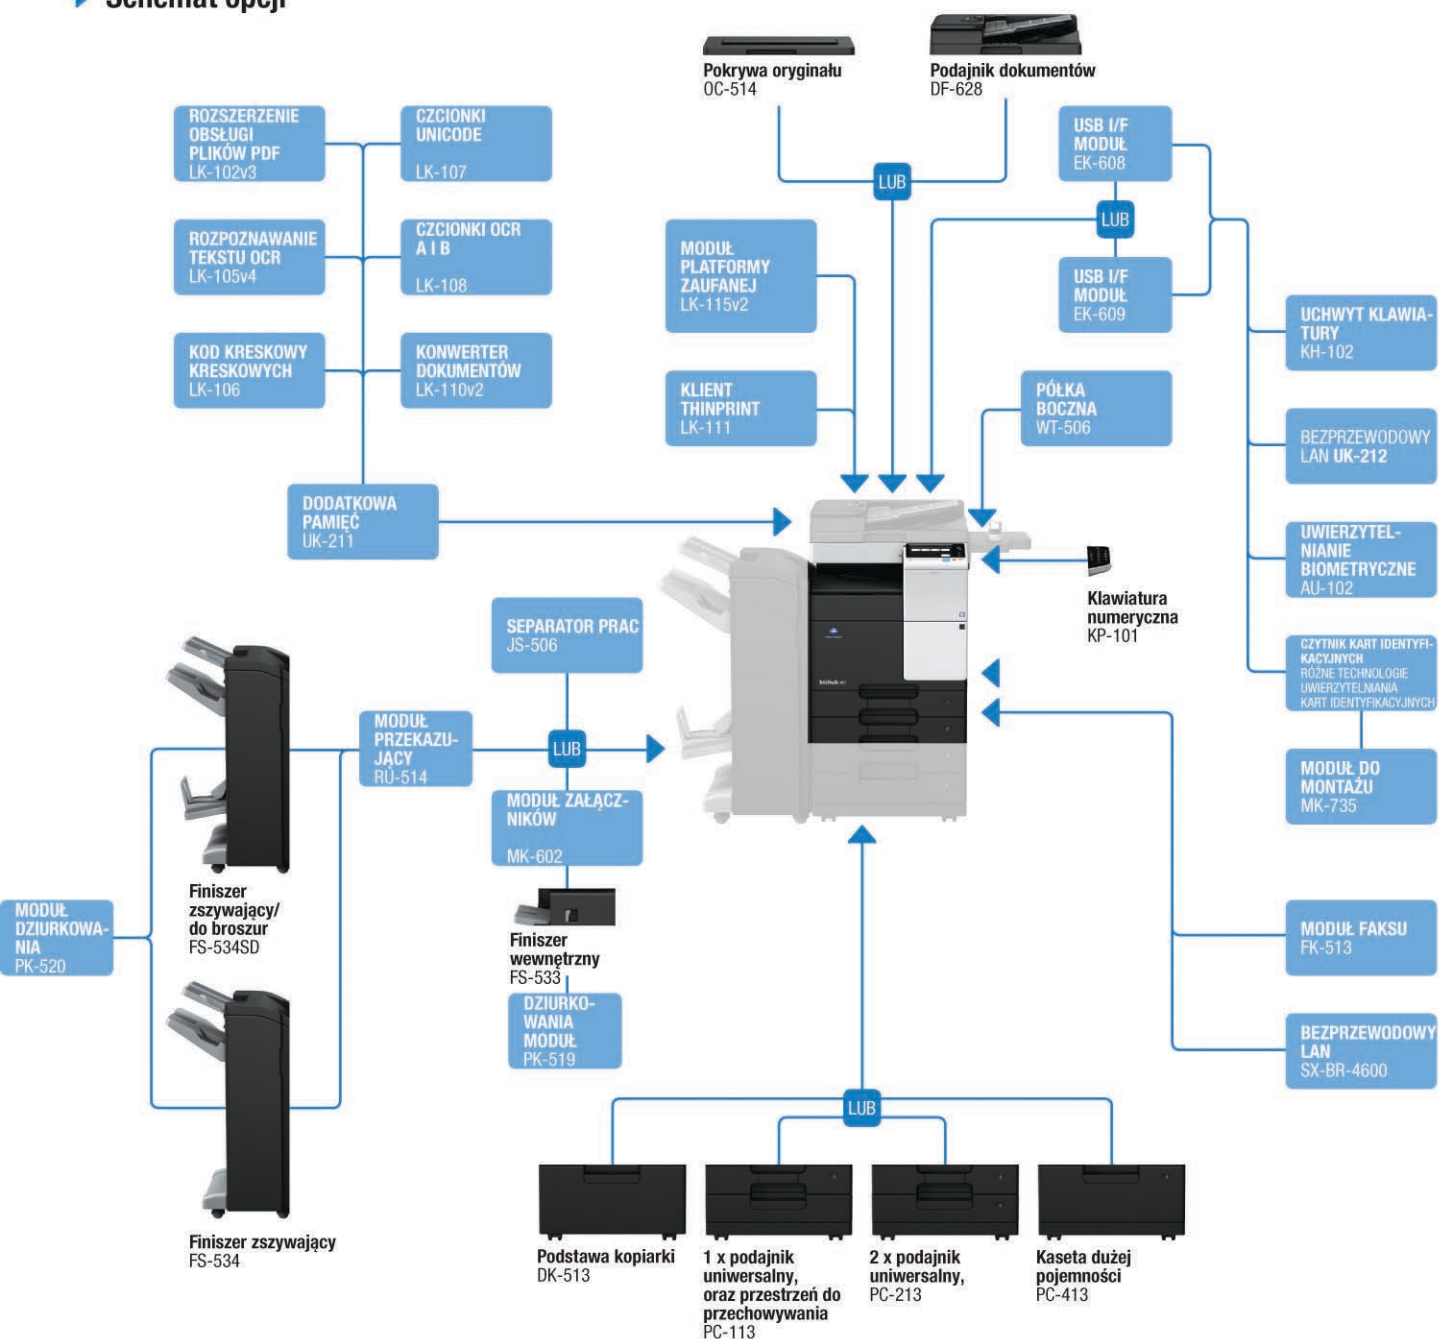 Schemat opcji
Pokrywa oryginału
OC-514
Podajnik dokumentów
DF-628
ROZSZERZENIE
OBSŁUGI
PLIKÓW PDF
LK-102v3
CZCIONKI
UNICODE
LK-107
ROZPOZNAWANIE
TEKSTU OCR
LK-105v4
CZCIONKI OCR
A I B
LK-108
KOD KRESKOWY
KRESKOWYCH
LK-106
KONWERTER
DOKUMENTÓW
LK-110v2
DODATKOWA
PAMIĘĆ
UK-211
LUB
MODUŁ
PLATFORMY
ZAUFANEJ
LK-115v2
KLIENT
THINPRINT
LK-111
USB I/F
MODUŁ
EK-608
LUB
USB I/F
MODUŁ
EK-609
PÓŁKA
BOCZNA
WT-506
UCHWYT KLAWIA-
TURY
KH-102
BEZPRZEWODOWY
LAN UK-212
UWIERZYTEL-
NIANIE
BIOMETRYCZNE
AU-102
CZYTNIK KART IDENTYFI-
KACYJNYCH
RÓŻNE TECHNOLOGIE
UWIERZYTELNIANIA
KART IDENTYFIKACYJNYCH
MODUŁ DO
MONTAŻU
MK-735
Klawiatura
numeryczna
KP-101
bizhub
SEPARATOR PRAC
JS-506
MODUŁ
PRZEKAZU-
JĄCY
RU-514
LUB
MODUŁ ZAŁĄCZ-
NIKÓW
MK-602
Finiszer
wewnętrzny
FS-533
DZIURKO-
WANIA
MODUŁ
PK-519
Finiszer
zszywający/
do broszur
FS-534SD
MODUŁ
DZIURKOWA-
NIA
PK-520
Finiszer zszywający
FS-534
MODUŁ FAKSU
FK-513
BEZPRZEWODOWY
LAN
SX-BR-4600
LUB
Podstawa kopiarki
DK-513
1 x podajnik
uniwersalny,
oraz przestrzeń do
przechowywania
PC-113
2 x podajnik
uniwersalny,
PC-213
Kaseta dużej
pojemności
PC-413